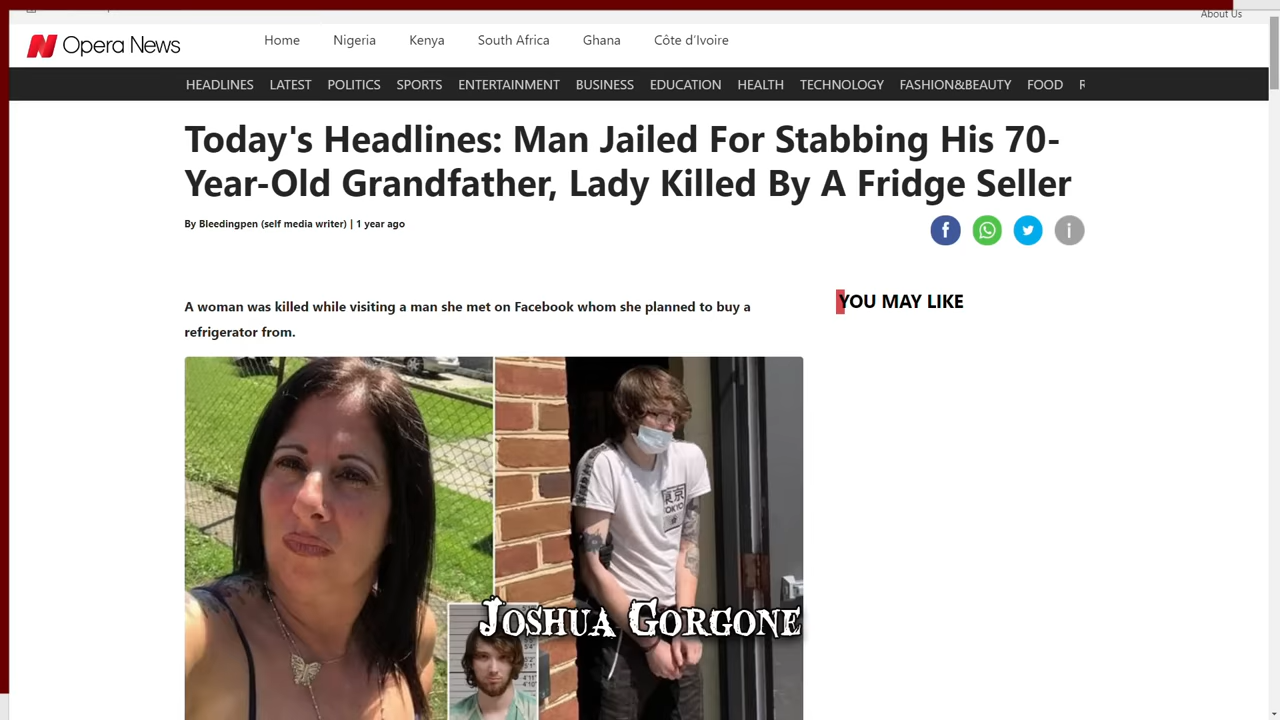 About Us
Opera News
Home Nigeria Kenya South Africa Ghana Côte d'Ivoire
HEADLINES LATEST POLITICS SPORTS ENTERTAINMENT BUSINESS EDUCATION HEALTH TECHNOLOGY FASHION&BEAUTY FOOD
Today's Headlines: Man Jailed For Stabbing His 70-
Year-Old Grandfather, Lady Killed By A Fridge Seller
By Bleedingpen (self media writer) | 1 year ago
A woman was killed while visiting a man she met on Facebook whom she planned to buy a
refrigerator from.
YOU MAY LIKE
東京
TOKYO
JOSHUA GORGONE